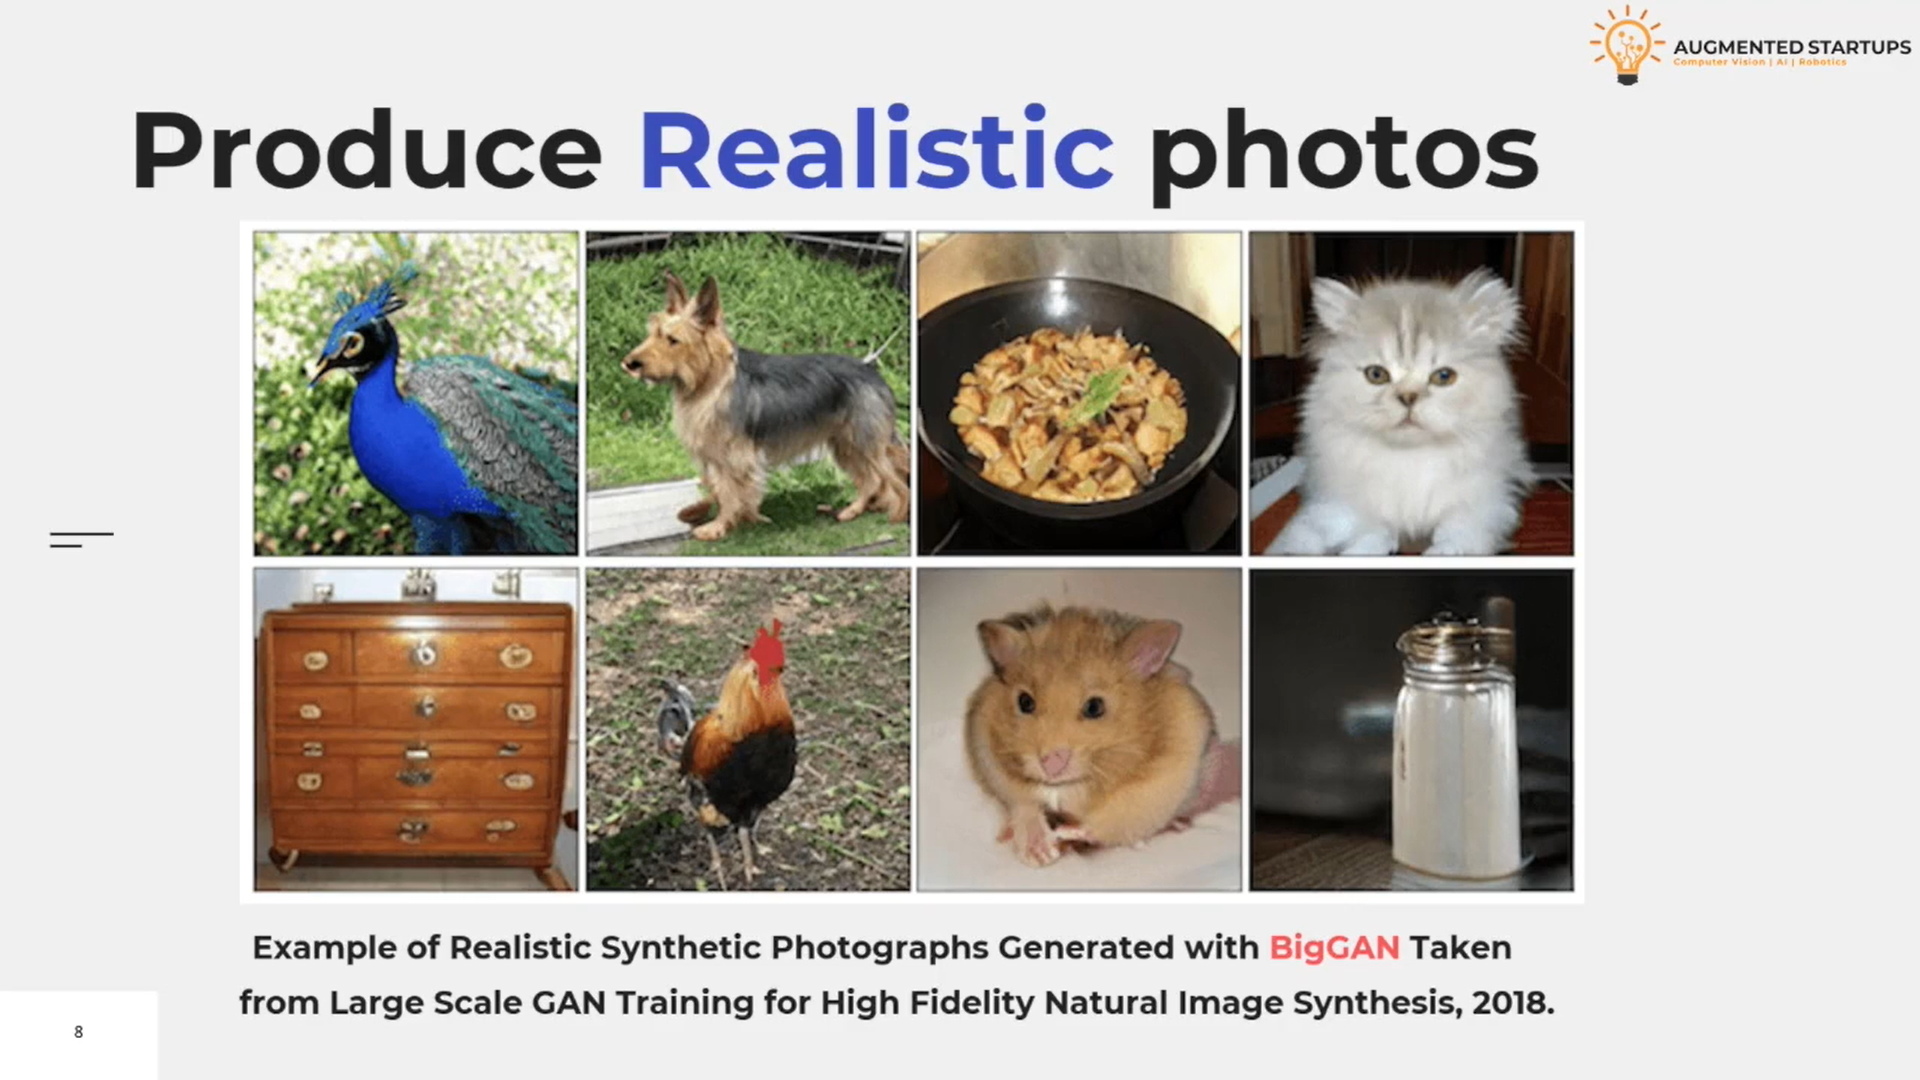 AUGMENTED STARTUPS
Computer Vision | AI | Robotics
Produce Realistic photos
Example of Realistic Synthetic Photographs Generated with BigGAN Taken
from Large Scale GAN Training for High Fidelity Natural Image Synthesis, 2018.
8